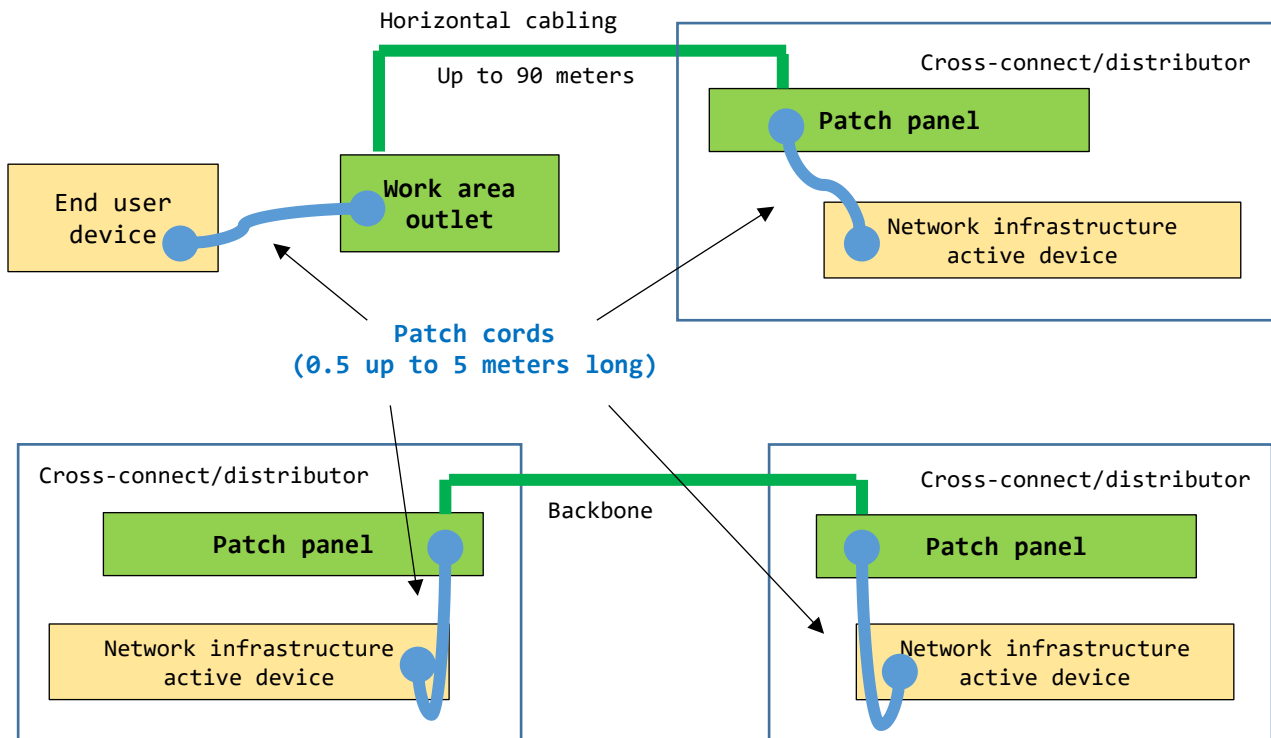 Horizontal cabling
Up to 90 meters
Cross-connect/distributor
Patch panel
End user
device
Work area
outlet
Network infrastructure
active device
Patch cords
(0.5 up to 5 meters long)
Cross-connect/distributor
Patch panel
Network infrastructure
active device
Backbone
Cross-connect/distributor
Patch panel
Network infrastructure
active device